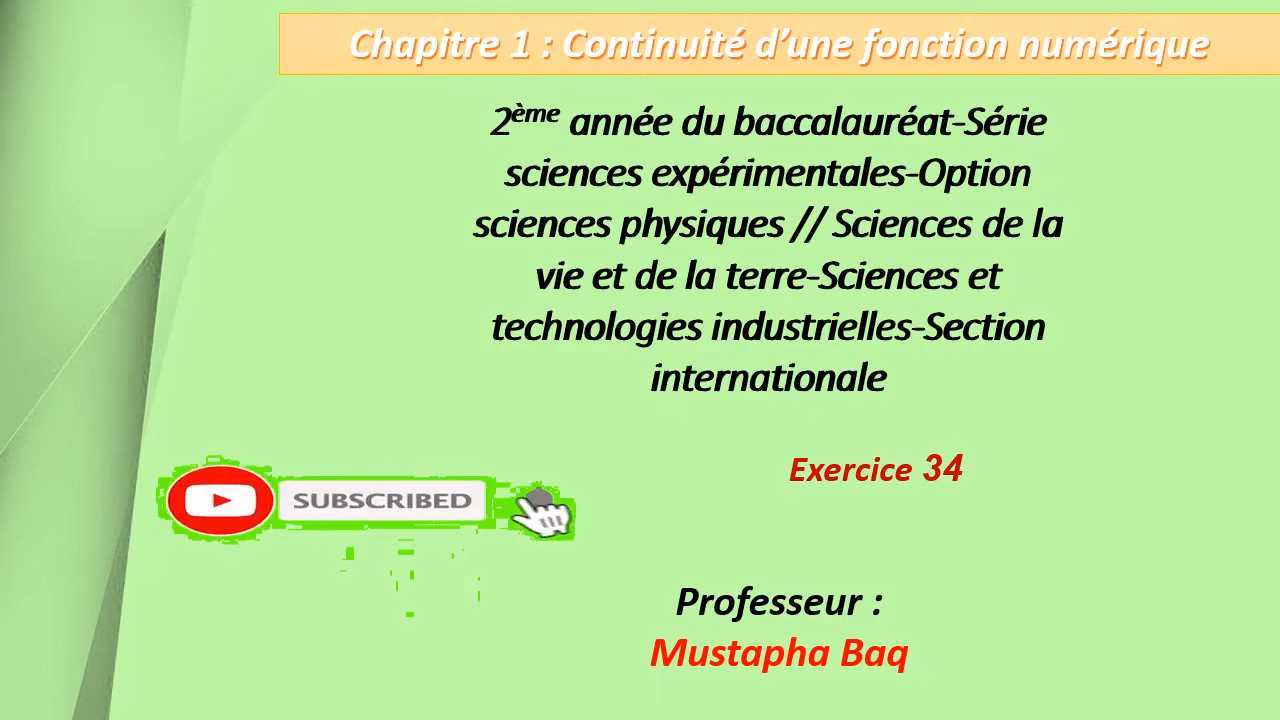 Chapitre 1 : Continuité d’une fonction numérique
2ème année du baccalauréat-Série
sciences expérimentales-Option
sciences physiques // Sciences de la
vie et de la terre-Sciences et
technologies industrielles-Section
internationale
Exercice 34
SUBSCRIBED
Professeur :
Mustapha Baq